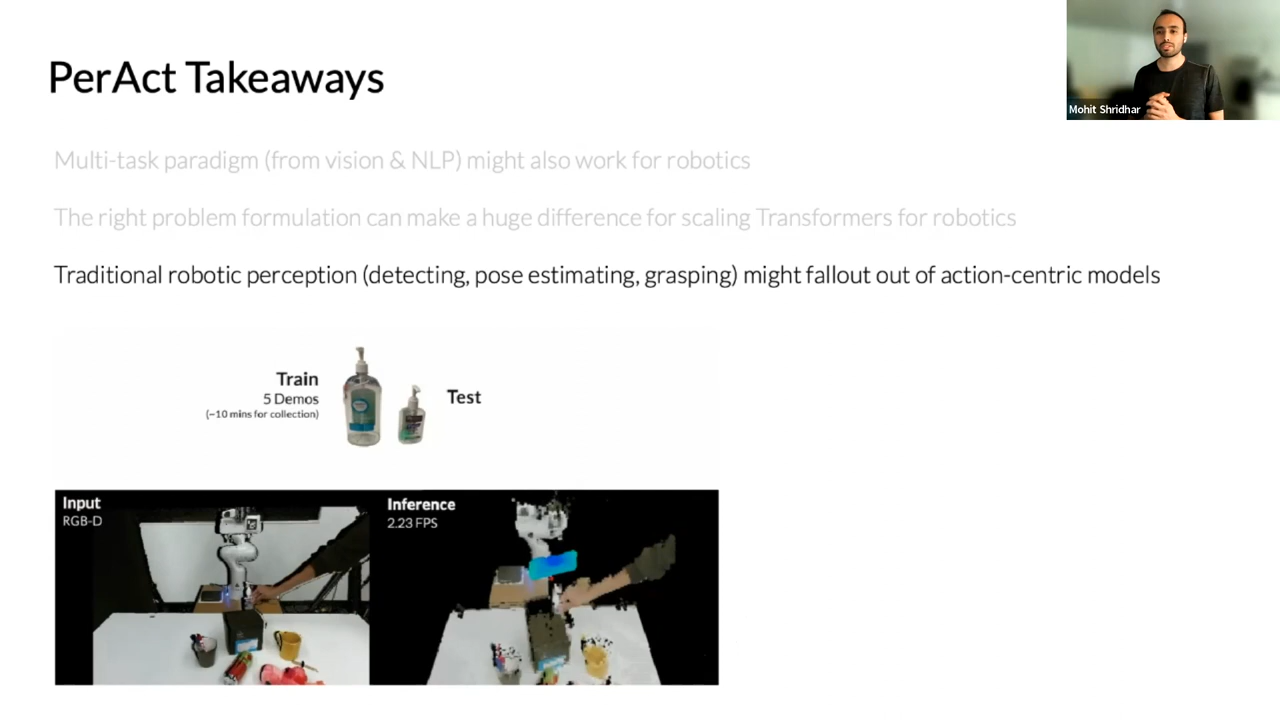 PerAct Takeaways
Mohit Shridhar
Multi-task paradigm (from vision & NLP) might also work for robotics
The right problem formulation can make a huge difference for scaling Transformers for robotics
Traditional robotic perception (detecting, pose estimating, grasping) might fallout out of action-centric models
Train
5 Demos
(~10 mins for collection)
Test
Input
RGB-D
Inference
2.23 FPS